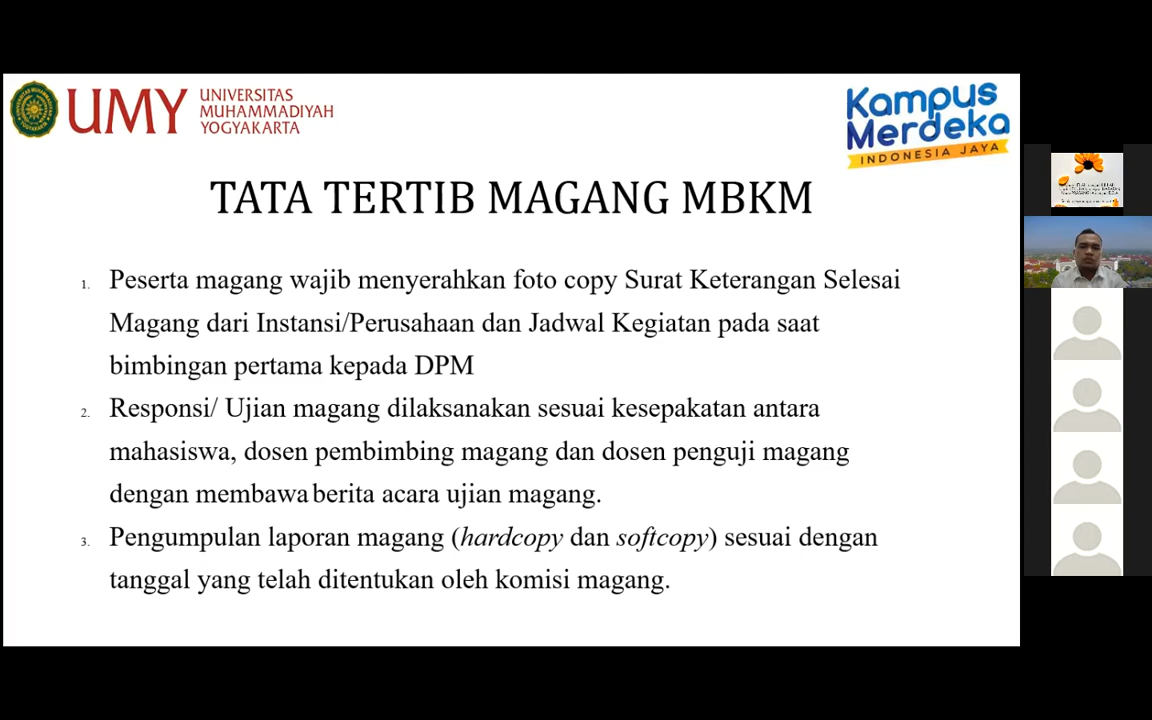 UMY
UNIVERSITAS
MUHAMMADIYAH
YOGYAKARTA
Kampus
Merdeka
INDONESIA JAYA
TATA TERTIB MAGANG MBKM
1. Peserta magang wajib menyerahkan foto copy Surat Keterangan Selesai
Magang dari Instansi/Perusahaan dan Jadwal Kegiatan pada saat
bimbingan pertama kepada DPM
2. Responsi/ Ujian magang dilaksanakan sesuai kesepakatan antara
mahasiswa, dosen pembimbing magang dan dosen penguji magang
dengan membawa berita acara ujian magang.
3. Pengumpulan laporan magang (hardcopy dan softcopy) sesuai dengan
tanggal yang telah ditentukan oleh komisi magang.